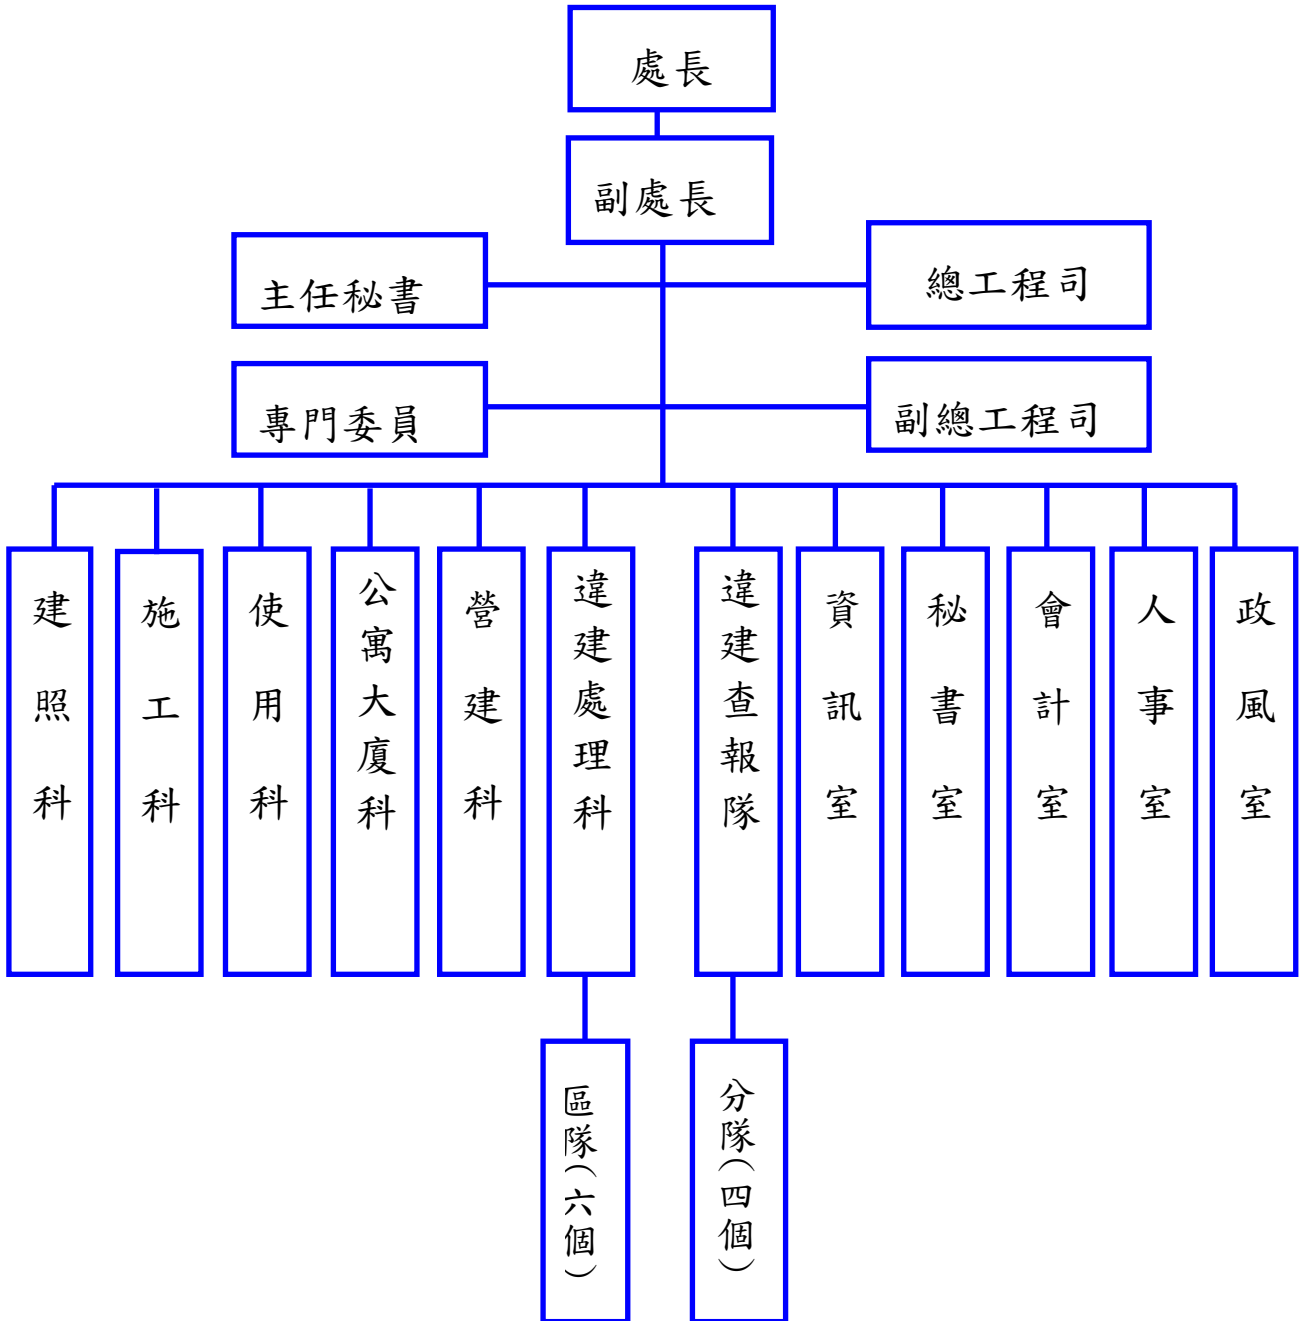 處長
副處長
主任秘書
總工程司
專門委員
副總工程司
建照科
施工科
使用科
公寓大廈科
營建科
違建處理科
違建查報隊
資訊室
秘書室
會計室
人事室
政風室
區隊(六個)
分隊(四個)